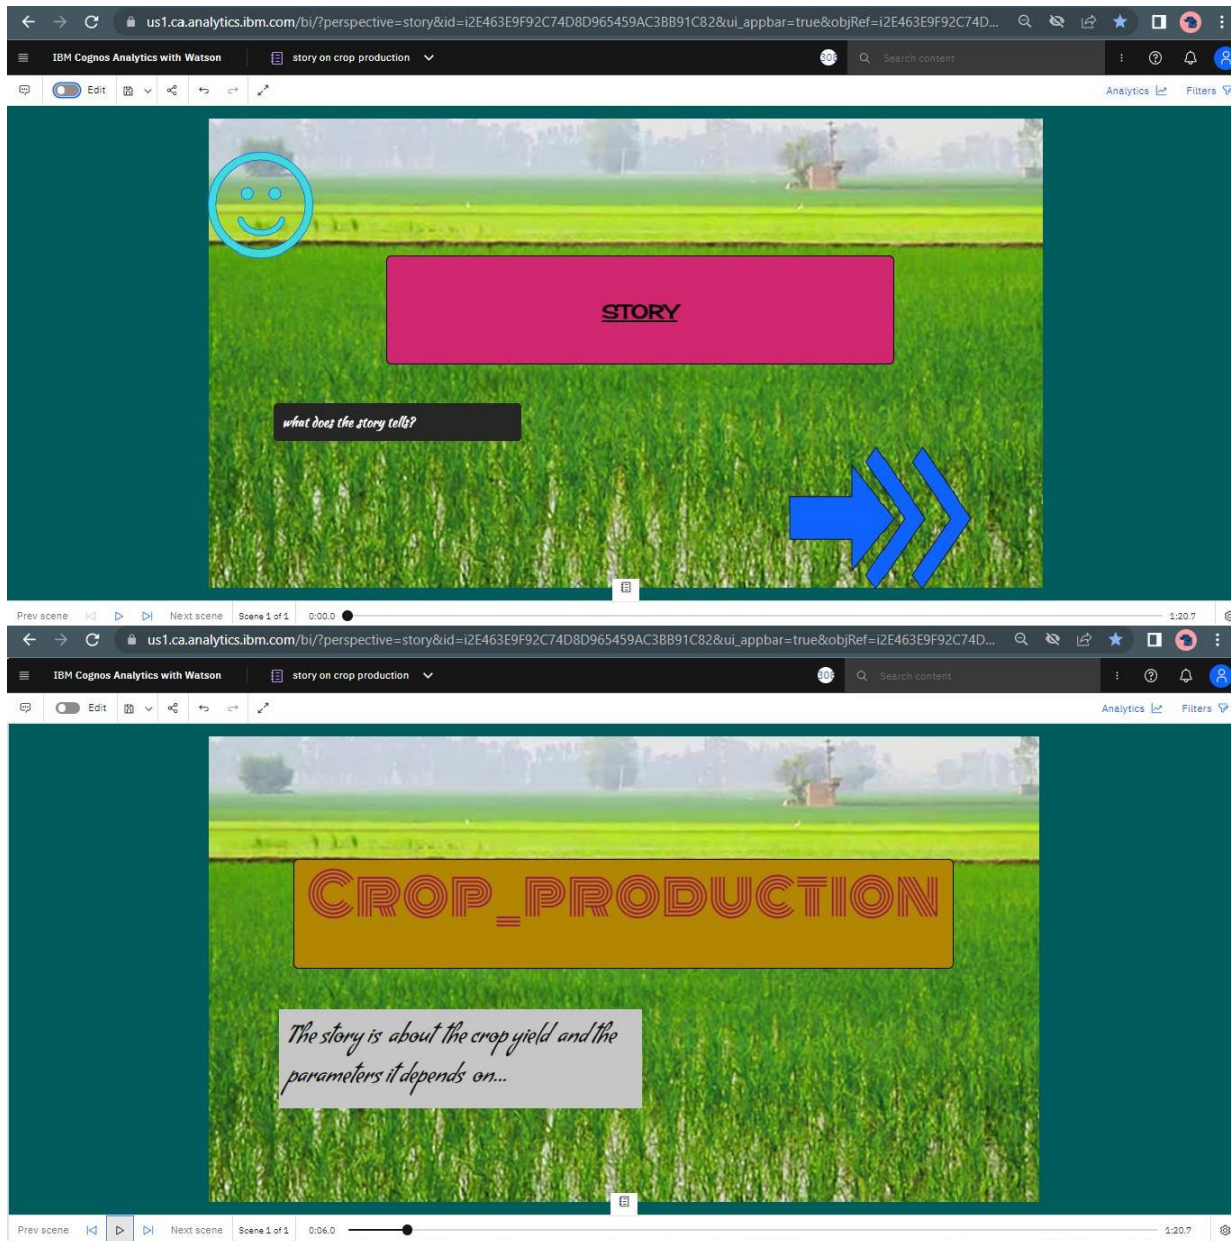 us1.ca.analytics.ibm.com/bi/?perspective=story&id=i2E463E9F92C74D8D965459AC3BB91C82&ui_appbar=true&objRef=i2E463E9F92C74D...
IBM Cognos Analytics with Watson story on crop production Search content
Edit Analytics Filters
STORY
what does the story tells?
Prev scene Next scene Scene 1 of 1 0:00.0 1:20.7
us1.ca.analytics.ibm.com/bi/?perspective=story&id=i2E463E9F92C74D8D965459AC3BB91C82&ui_appbar=true&objRef=i2E463E9F92C74D...
IBM Cognos Analytics with Watson story on crop production Search content
Edit Analytics Filters
CROP_PRODUCTION
The story is about the crop yield and the
parameters it depends on...
Prev scene Next scene Scene 1 of 1 0:06.0 1:20.7